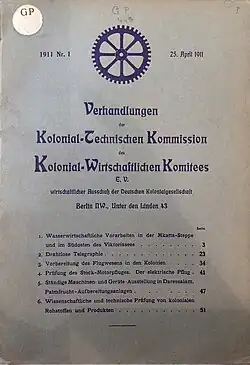 GP
GP
1911 Nr. 1
25. April 1911
Verhandlungen
der
Kolonial-Technischen Kommission
des
Kolonial-Wirtschaftlichen Komitees
E. V.
wirtschaftlicher Ausschuß der Deutschen Kolonialgesellschaft
Berlin NW., Unter den Linden 43
Seite
1. Wasserwirtschaftliche Vorarbeiten in der Mkatta-Steppe
und im Südosten des Viktoriasees . . . . . . . . 3
2. Drahtlose Telegraphie . . . . . . . . . . . 23
3. Vorbereitung des Flugwesens in den Kolonien . . . . 34
4. Prüfung des Stock-Motorpfluges. Der elektrische Pflug . 41
5. Ständige Maschinen- und Geräte-Ausstellung in Daressalam.
Palmfrucht-Aufbereitungsanlagen . . . . . . . . 47
6. Wissenschaftliche und technische Prüfung von kolonialen
Rohstoffen und Produkten . . . . . . . . . . 51